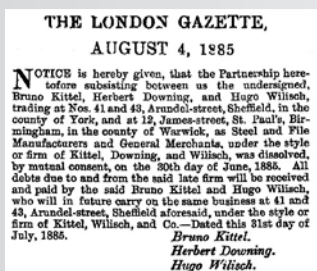 THE LONDON GAZETTE,
AUGUST 4, 1885
NOTICE is hereby given, that the Partnership here-
tofore subsisting between us the undersigned,
Bruno Kittel, Herbert Downing, and Hugo Wilisch,
trading at Nos. 41 and 43, Arundel-street, Sheffield, in the
county of York, and at 12, James-street, St. Paul's, Bir-
mingham, in the county of Warwick, as Steel and File
Manufacturers and General Merchants, under the style
or firm of Kittel, Downing, and Wilisch, was dissolved,
by mutual consent, on the 30th day of June, 1885. All
debts due to and from the said late firm will be received
and paid by the said Bruno Kittel and Hugo Wilisch,
who will in future carry on the same business at 41 and
43, Arundel-street, Sheffield aforesaid, under the style or
firm of Kittel, Wilisch, and Co.—Dated this 31st day of
July, 1885.
Bruno Kittel.
Herbert Downing.
Hugo Wilisch.